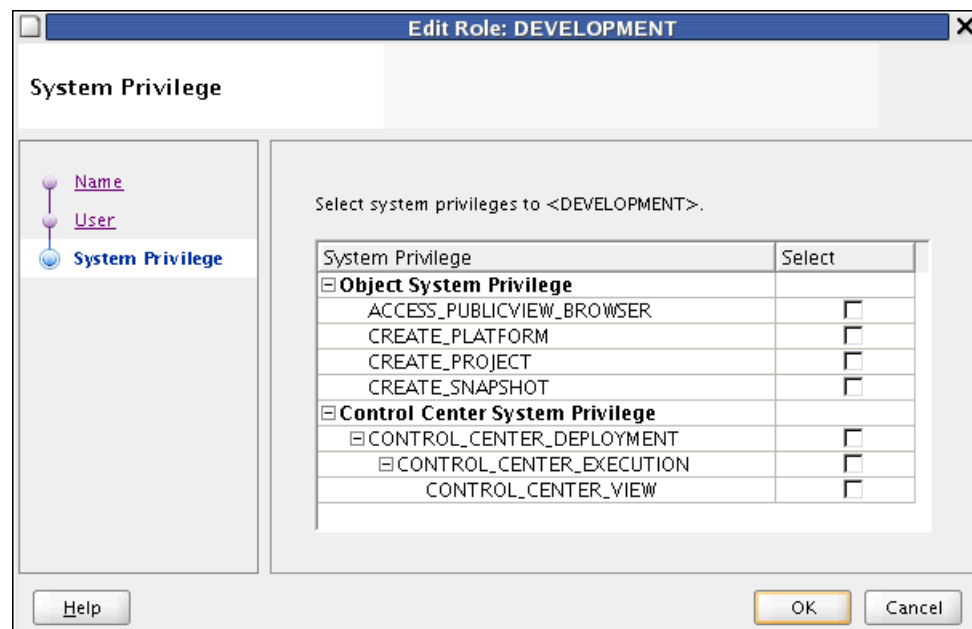 Edit Role: DEVELOPMENT
System Privilege
Name
User
System Privilege
Select system privileges to <DEVELOPMENT>.
System Privilege Select
Object System Privilege
ACCESS_PUBLICVIEW_BROWSER
CREATE_PLATFORM
CREATE_PROJECT
CREATE_SNAPSHOT
Control Center System Privilege
CONTROL_CENTER_DEPLOYMENT
CONTROL_CENTER_EXECUTION
CONTROL_CENTER_VIEW
Help OK Cancel